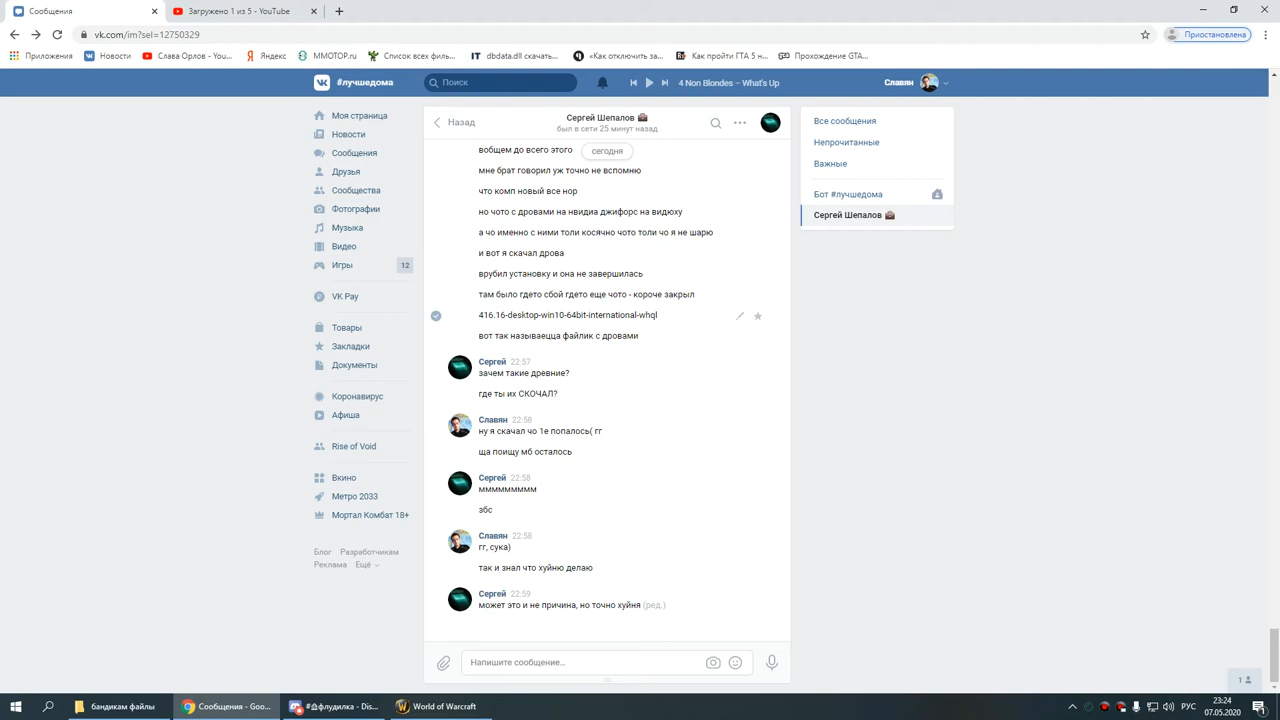 Сообщения
Загружено 1 из 5 - YouTube
vk.com/im?sel=12750329
Приостановлена
Приложения
Новости
Слава Орлов - You...
Яндекс
MMOTOP.ru
Список всех филь...
dbdata.dll скачать...
«Как отключить за...
Как пройти ГТА 5 н...
Прохождение GTA...
#лучшедома
Поиск
4 Non Blondes – What's Up
Славян
Моя страница
Новости
Сообщения
Друзья
Сообщества
Фотографии
Музыка
Видео
Игры 12
VK Pay
Товары
Закладки
Документы
Коронавирус
Афиша
Rise of Void
Вкино
Метро 2033
Мортал Комбат 18+
Блог Разработчикам
Реклама Ещё
Назад
Сергей Шепалов
был в сети 25 минут назад
сегодня
вобщем до всего этого
мне брат говорил уж точно не вспомню
что комп новый все нор
но чото с дровами на нвидиа джифорс на видюху
а чо именно с ними толи косячно чото толи чо я не шарю
и вот я скачал дрова
врубил установку и она не завершилась
там было гдето сбой гдето еще чото - короче закрыл
416.16-desktop-win10-64bit-international-whql
вот так называецца файлик с дровами
Сергей 22:57
зачем такие древние?
где ты их СКОЧАЛ?
Славян 22:58
ну я скачал чо 1е попалось( гг
ща поищу мб осталось
Сергей 22:58
ммммммммм
збс
Славян 22:58
гг, сука)
так и знал что хуйню делаю
Сергей 22:59
может это и не причина, но точно хуйня (ред.)
Напишите сообщение...
Все сообщения
Непрочитанные
Важные
Бот #лучшедома
Сергей Шепалов
1
бандикам файлы
Сообщения - Goo...
World of Warcraft
РУС
23:24
07.05.2020
1